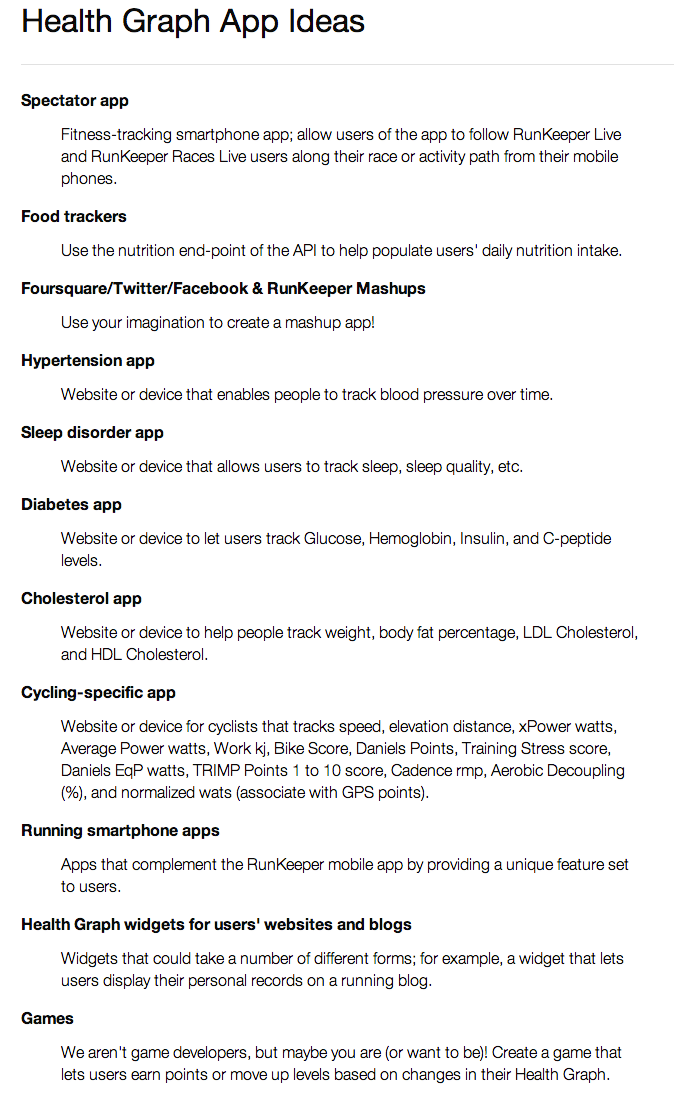 Health Graph App Ideas
Spectator app
Fitness-tracking smartphone app; allow users of the app to follow RunKeeper Live
and RunKeeper Races Live users along their race or activity path from their mobile
phones.
Food trackers
Use the nutrition end-point of the API to help populate users' daily nutrition intake.
Foursquare/Twitter/Facebook & RunKeeper Mashups
Use your imagination to create a mashup app!
Hypertension app
Website or device that enables people to track blood pressure over time.
Sleep disorder app
Website or device that allows users to track sleep, sleep quality, etc.
Diabetes app
Website or device to let users track Glucose, Hemoglobin, Insulin, and C-peptide
levels.
Cholesterol app
Website or device to help people track weight, body fat percentage, LDL Cholesterol,
and HDL Cholesterol.
Cycling-specific app
Website or device for cyclists that tracks speed, elevation distance, xPower watts,
Average Power watts, Work kj, Bike Score, Daniels Points, Training Stress score,
Daniels EqP watts, TRIMP Points 1 to 10 score, Cadence rmp, Aerobic Decoupling
(%), and normalized wats (associate with GPS points).
Running smartphone apps
Apps that complement the RunKeeper mobile app by providing a unique feature set
to users.
Health Graph widgets for users' websites and blogs
Widgets that could take a number of different forms; for example, a widget that lets
users display their personal records on a running blog.
Games
We aren't game developers, but maybe you are (or want to be)! Create a game that
lets users earn points or move up levels based on changes in their Health Graph.